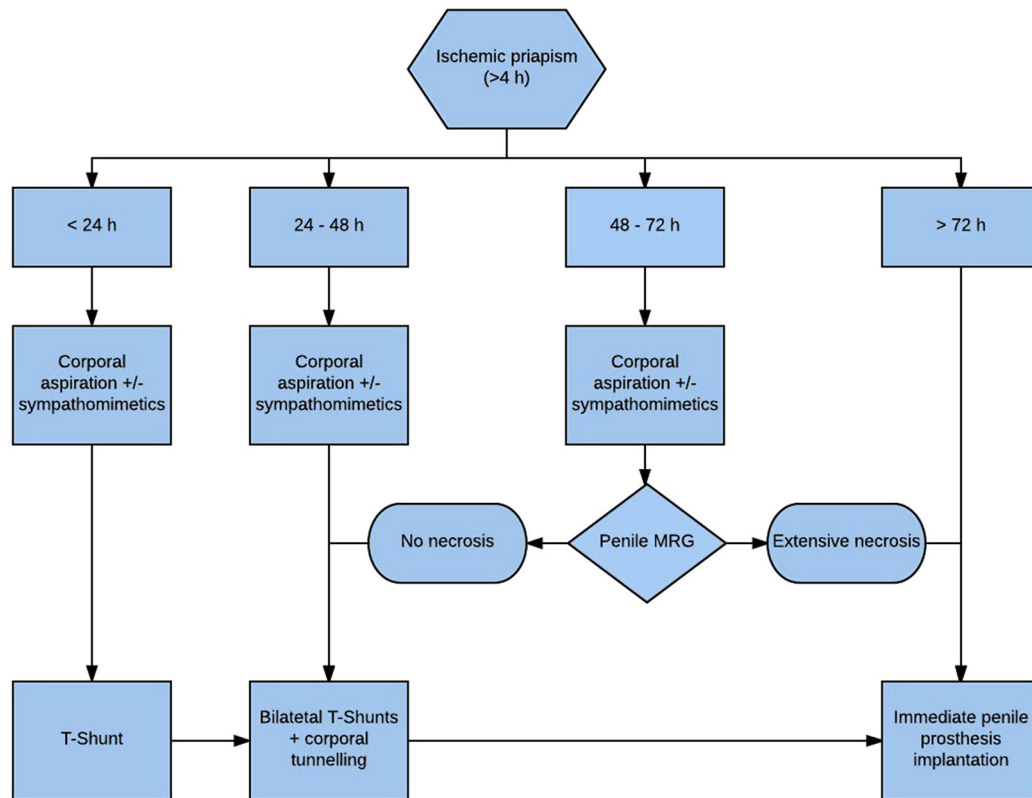 Ischemic priapism
(>4 h)
< 24 h
24 - 48 h
48 - 72 h
> 72 h
Corporal
aspiration +/-
sympathomimetics
Corporal
aspiration +/-
sympathomimetics
Corporal
aspiration +/-
sympathomimetics
No necrosis
Penile MRG
Extensive necrosis
T-Shunt
Bilatetal T-Shunts
+ corporal
tunnelling
Immediate penile
prosthesis
implantation